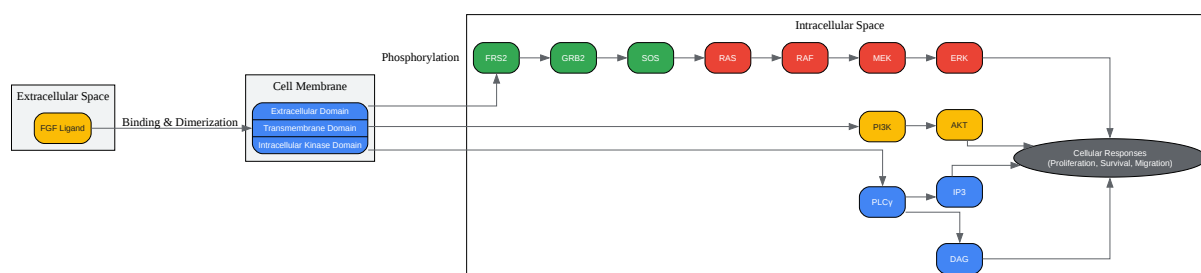 Intracellular Space
Phosphorylation
FRS2
GRB2
SOS
RAS
RAF
MEK
ERK
Cell Membrane
Extracellular Space
Extracellular Domain
FGF Ligand
Binding & Dimerization
Transmembrane Domain
Intracellular Kinase Domain
PI3K
AKT
Cellular Responses
(Proliferation, Survival, Migration)
PLCγ
IP3
DAG